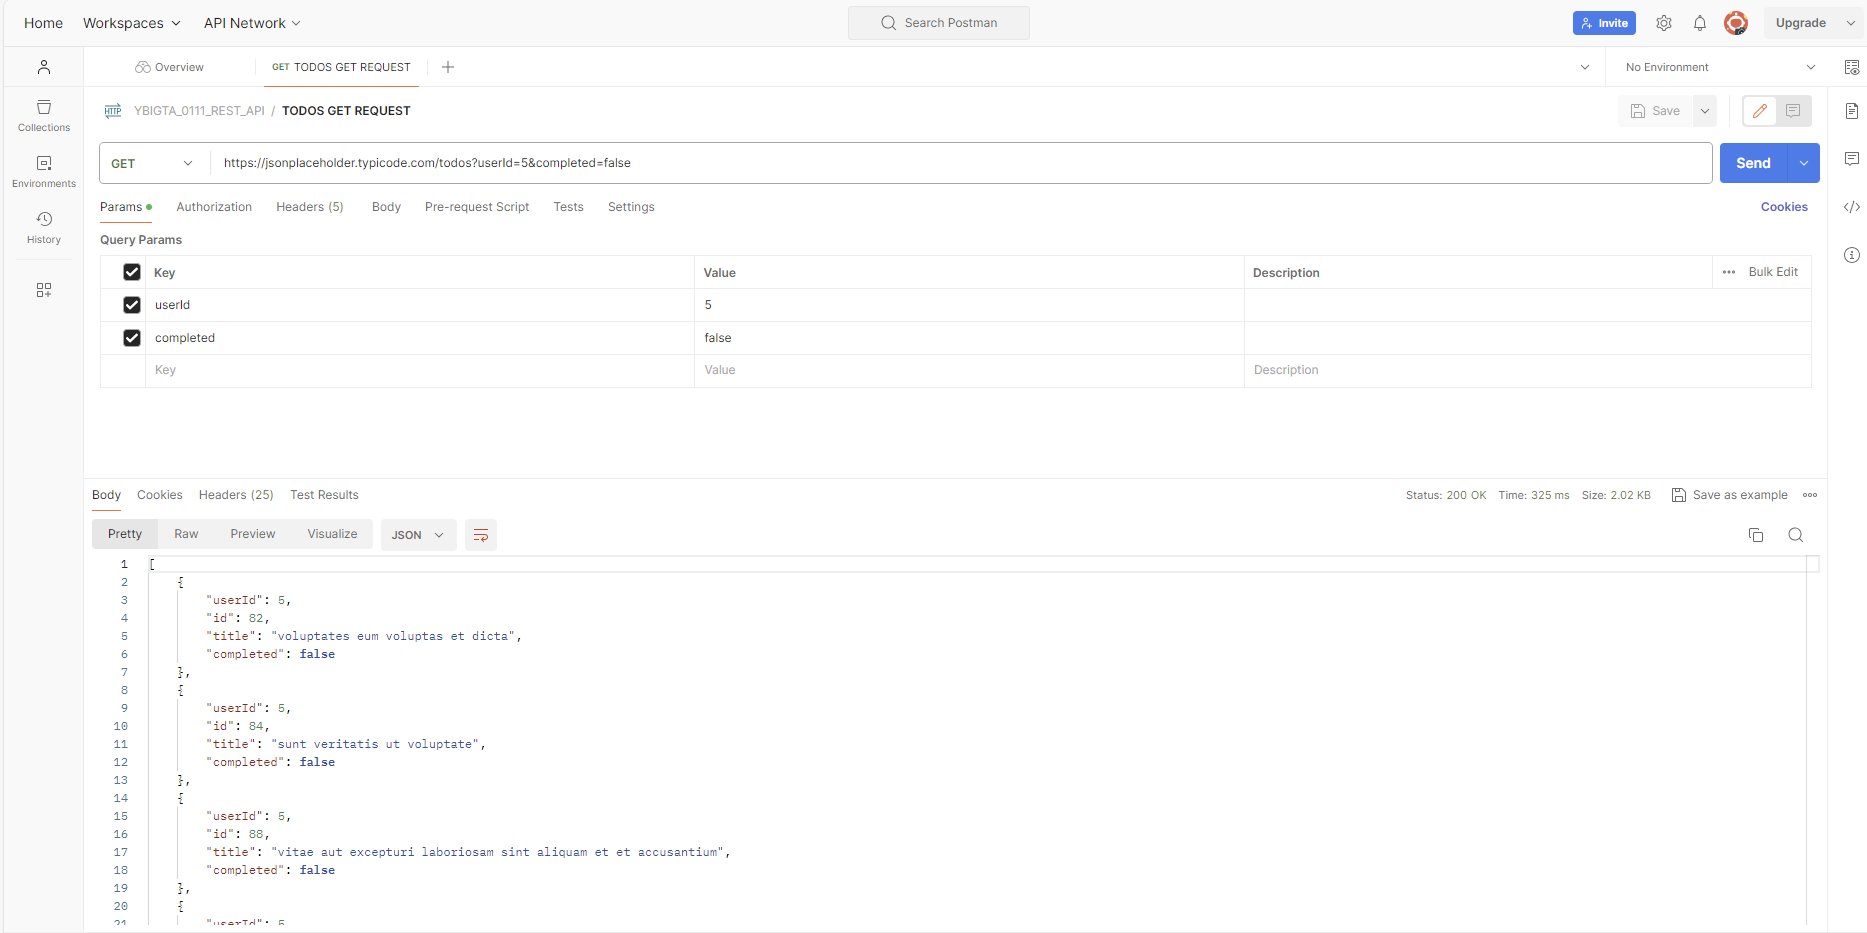 Home Workspaces API Network Search Postman Invite Upgrade
Overview GET TODOS GET REQUEST No Environment
HTTP YBIGTA_0111_REST_API / TODOS GET REQUEST Save
Collections
GET https://jsonplaceholder.typicode.com/todos?userId=5&completed=false Send
Environments
Params Authorization Headers (5) Body Pre-request Script Tests Settings Cookies
History
Query Params
Key Value Description Bulk Edit
userId 5
completed false
Key Value Description
Body Cookies Headers (25) Test Results Status: 200 OK Time: 325 ms Size: 2.02 KB Save as example
Pretty Raw Preview Visualize JSON
1 [
2 {
3 "userId": 5,
4 "id": 82,
5 "title": "voluptates eum voluptas et dicta",
6 "completed": false
7 },
8 {
9 "userId": 5,
10 "id": 84,
11 "title": "sunt veritatis ut voluptate",
12 "completed": false
13 },
14 {
15 "userId": 5,
16 "id": 88,
17 "title": "vitae aut excepturi laboriosam sint aliquam et et accusantium",
18 "completed": false
19 },
20 {
21 "userId": 5